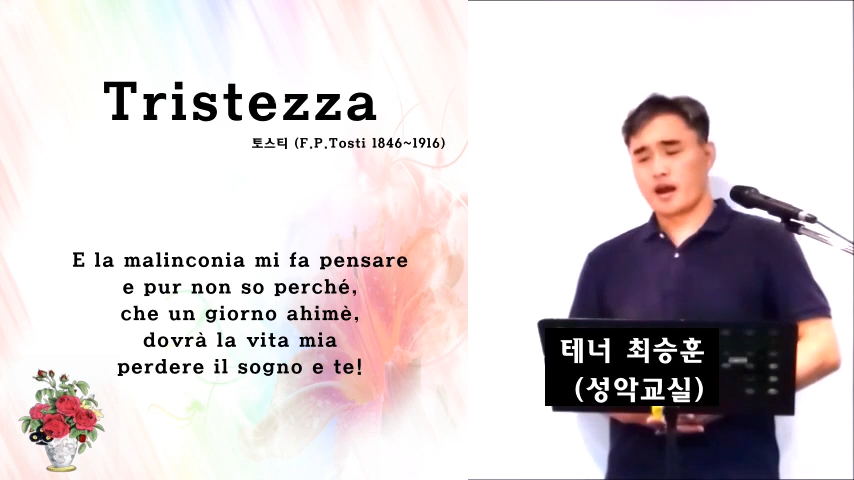 Tristezza
토스티 (F.P.Tosti 1846~1916)
E la malinconia mi fa pensare
e pur non so perché,
che un giorno ahimè,
dovrà la vita mia
perdere il sogno e te!
테너 최승훈
(성악교실)